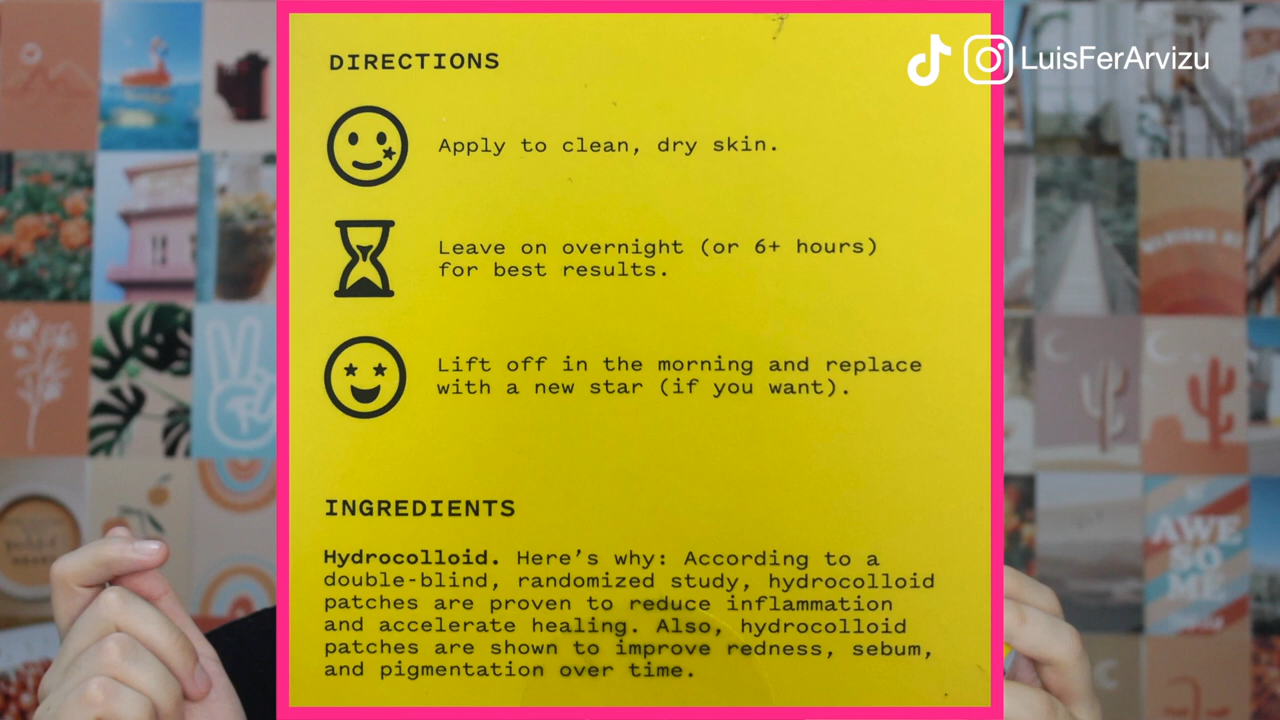 LuisFerArvizu
DIRECTIONS
Apply to clean, dry skin.
Leave on overnight (or 6+ hours)
for best results.
Lift off in the morning and replace
with a new star (if you want).
INGREDIENTS
Hydrocolloid. Here's why: According to a
double-blind, randomized study, hydrocolloid
patches are proven to reduce inflammation
and accelerate healing. Also, hydrocolloid
patches are shown to improve redness, sebum,
and pigmentation over time.
AWE
SO
ME